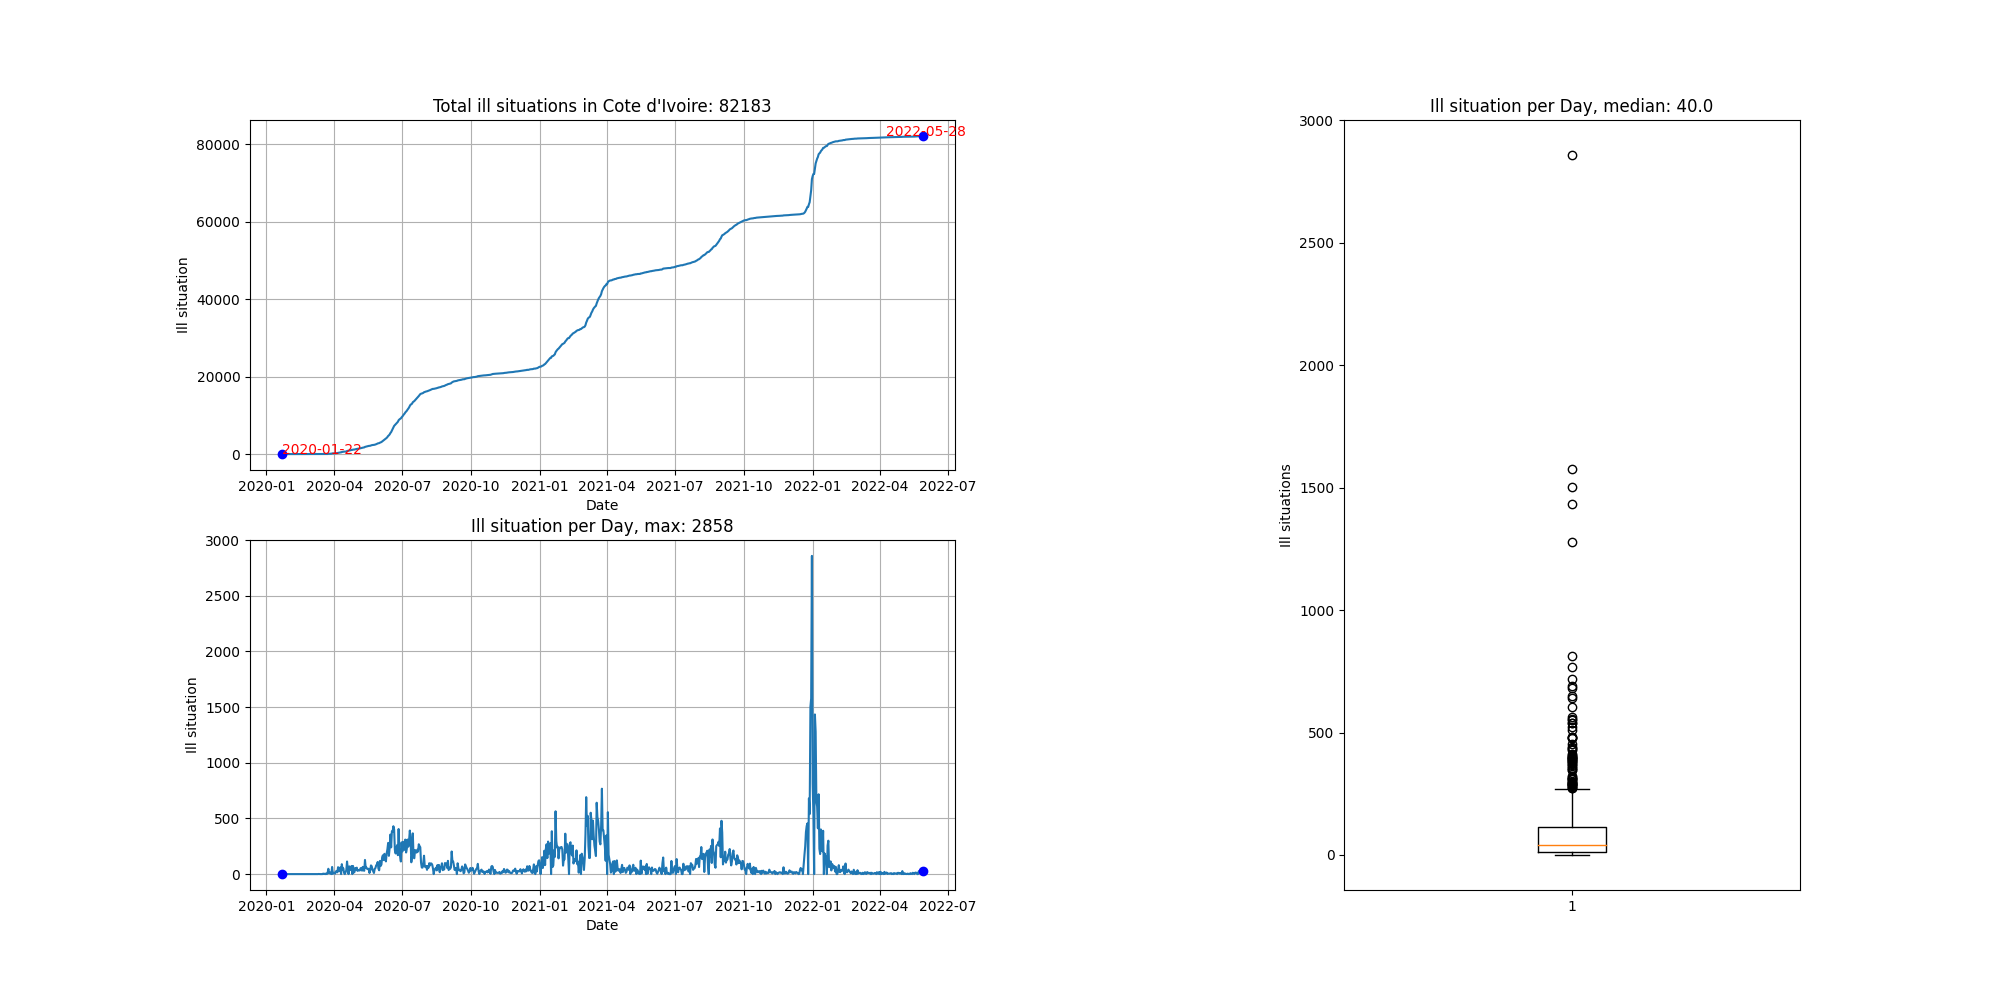 Total ill situations in Cote d'Ivoire: 82183
2022-05-28
80000
60000
40000
20000
0
Ill situation
2020-01-22
2020-01 2020-04 2020-07 2020-10 2021-01 2021-04 2021-07 2021-10 2022-01 2022-04 2022-07
Date
Ill situation per Day, max: 2858
3000
2500
2000
1500
1000
500
0
Ill situation
2020-01 2020-04 2020-07 2020-10 2021-01 2021-04 2021-07 2021-10 2022-01 2022-04 2022-07
Date
Ill situation per Day, median: 40.0
3000
2500
2000
1500
1000
500
0
Ill situations
1